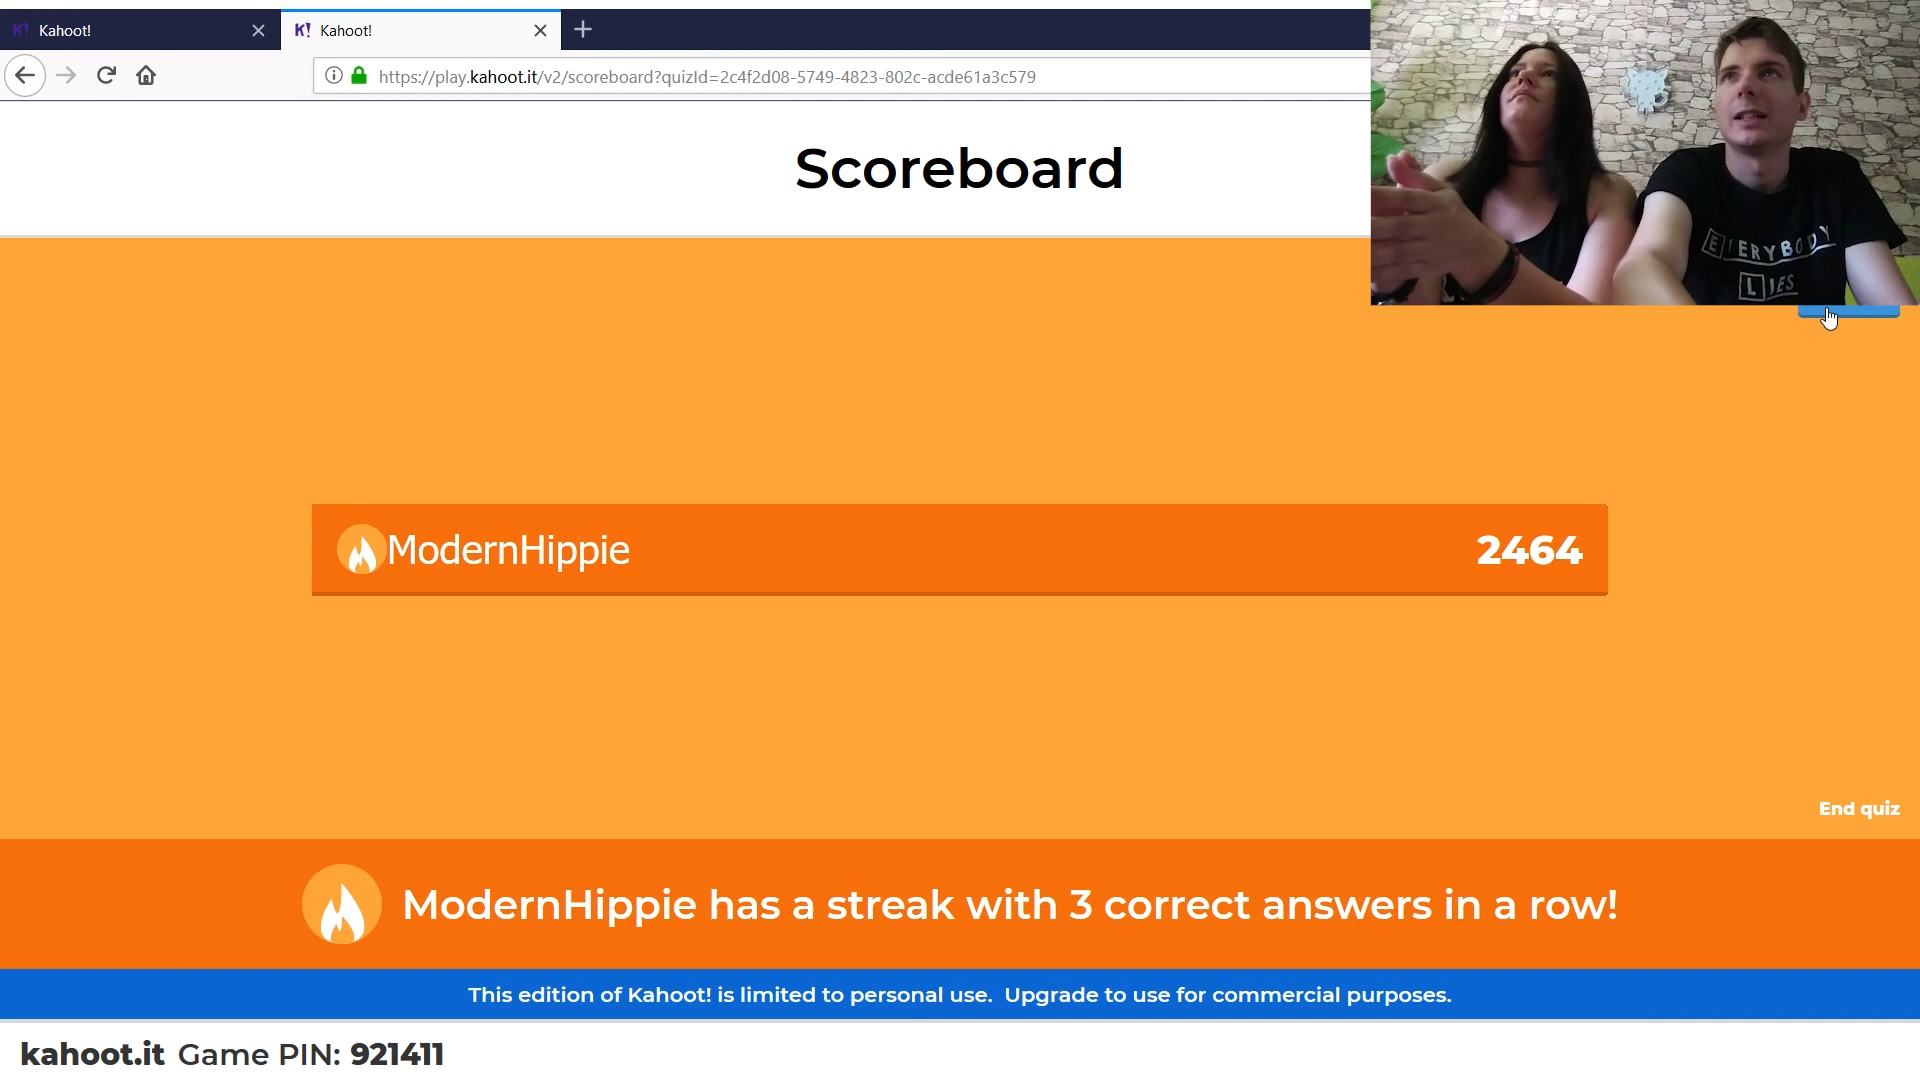 K! Kahoot!
K! Kahoot!
https://play.kahoot.it/v2/scoreboard?quizId=2c4f2d08-5749-4823-802c-acde61a3c579
Scoreboard
EVERYBODY
LIES
ModernHippie 2464
End quiz
ModernHippie has a streak with 3 correct answers in a row!
This edition of Kahoot! is limited to personal use. Upgrade to use for commercial purposes.
kahoot.it Game PIN: 921411